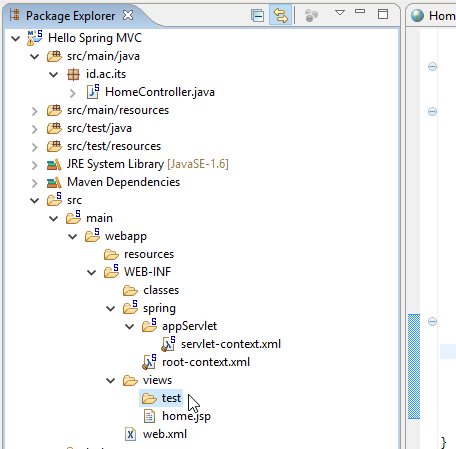 Package Explorer
Hom
Hello Spring MVC
src/main/java
id.ac.its
HomeController.java
src/main/resources
src/test/java
src/test/resources
JRE System Library [JavaSE-1.6]
Maven Dependencies
src
main
webapp
resources
WEB-INF
classes
spring
appServlet
servlet-context.xml
root-context.xml
views
test
home.jsp
web.xml
}